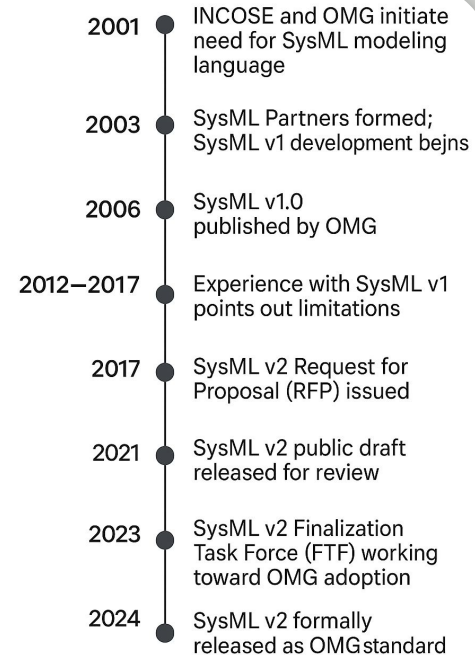 2001
INCOSE and OMG initiate
need for SysML modeling
language
2003
SysML Partners formed;
SysML v1 development bejns
2006
SysML v1.0
published by OMG
2012–2017
Experience with SysML v1
points out limitations
2017
SysML v2 Request for
Proposal (RFP) issued
2021
SysML v2 public draft
released for review
2023
SysML v2 Finalization
Task Force (FTF) working
toward OMG adoption
2024
SysML v2 formally
released as OMGstandard